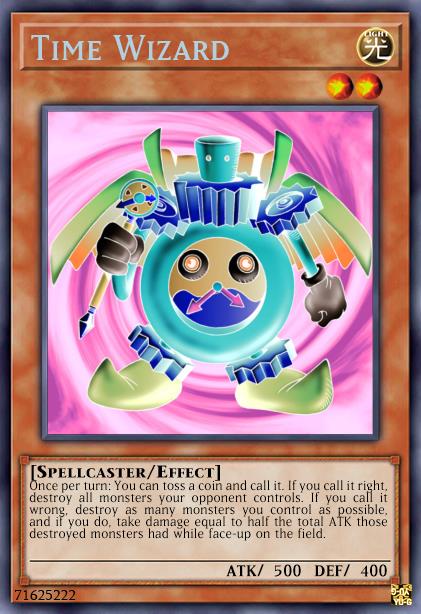 Time Wizard
LIGHT
光
[Spellcaster/Effect]
Once per turn: You can toss a coin and call it. If you call it right,
destroy all monsters your opponent controls. If you call it
wrong, destroy as many monsters you control as possible,
and if you do, take damage equal to half the total ATK those
destroyed monsters had while face-up on the field.
ATK/ 500 DEF/ 400
71625222